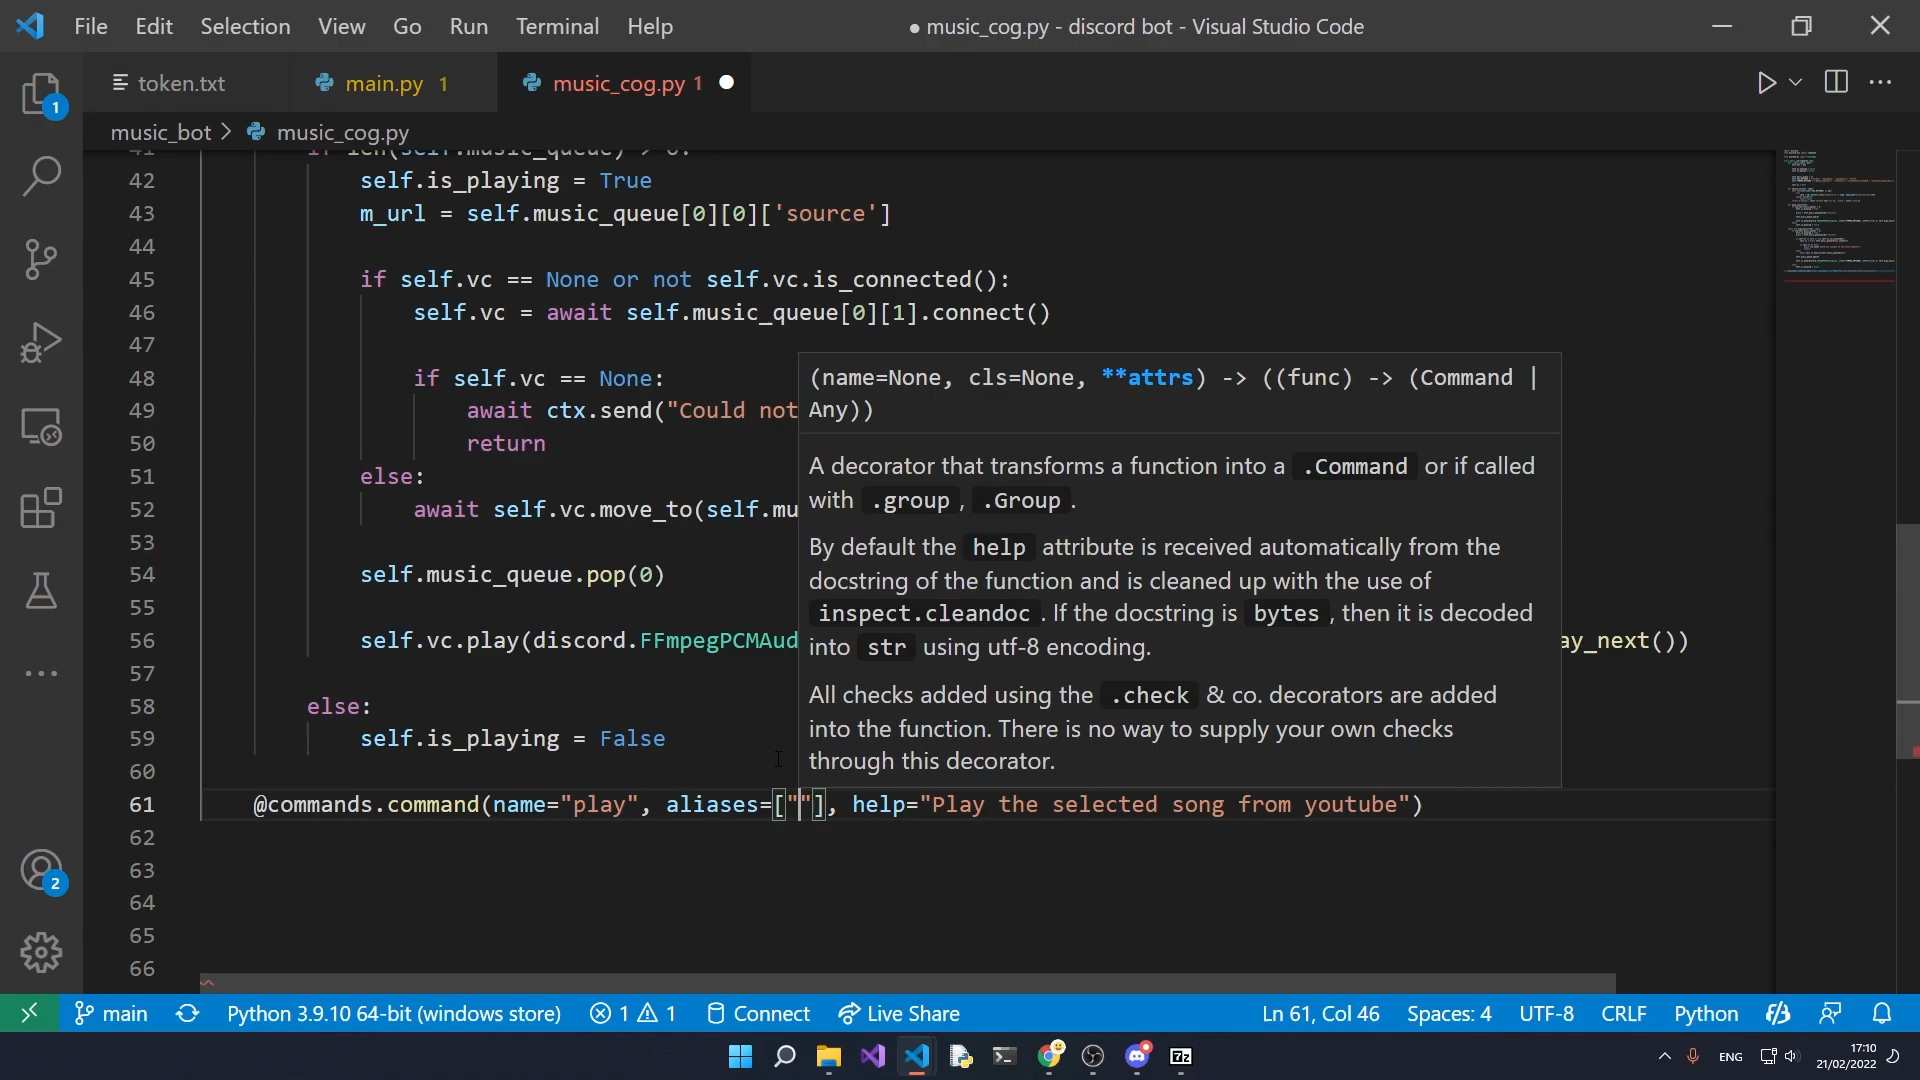 File Edit Selection View Go Run Terminal Help
● music_cog.py - discord bot - Visual Studio Code
token.txt
main.py 1
music_cog.py 1
music_bot > music_cog.py
1
41 if len(self.music_queue) > 0:
42 self.is_playing = True
43 m_url = self.music_queue[0][0]['source']
44
45 if self.vc == None or not self.vc.is_connected():
46 self.vc = await self.music_queue[0][1].connect()
47
48 if self.vc == None:
49 await ctx.send("Could not
50 return
51 else:
52 await self.vc.move_to(self.mu
53
54 self.music_queue.pop(0)
55
56 self.vc.play(discord.FFmpegPCMAud
ay_next())
57
58 else:
59 self.is_playing = False
60
61 @commands.command(name="play", aliases=[""], help="Play the selected song from youtube")
62
63
64
65
66
(name=None, cls=None, **attrs) -> ((func) -> (Command |
Any))
A decorator that transforms a function into a .Command or if called
with .group , .Group .
By default the help attribute is received automatically from the
docstring of the function and is cleaned up with the use of
inspect.cleandoc . If the docstring is bytes , then it is decoded
into str using utf-8 encoding.
All checks added using the .check & co. decorators are added
into the function. There is no way to supply your own checks
through this decorator.
2
main Python 3.9.10 64-bit (windows store) 1 1 Connect Live Share
Ln 61, Col 46 Spaces: 4 UTF-8 CRLF Python
7z
ENG
17:10
21/02/2022